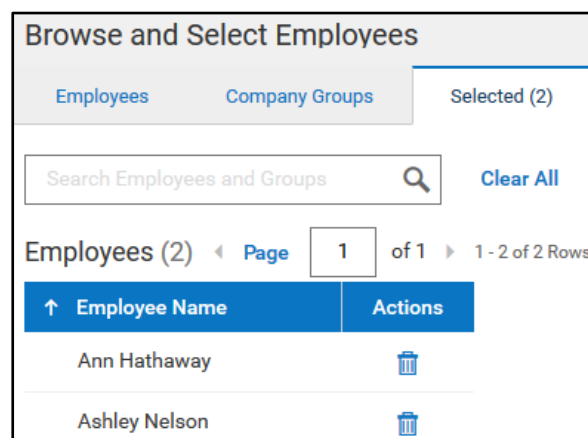 Browse and Select Employees
Employees Company Groups Selected (2)
Search Employees and Groups Clear All
Employees (2) Page 1 of 1 1 - 2 of 2 Rows
Employee Name Actions
Ann Hathaway
Ashley Nelson